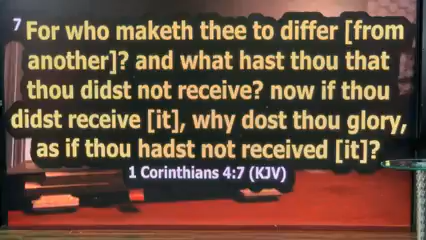 7 For who maketh thee to differ [from
another]? and what hast thou that
thou didst not receive? now if thou
didst receive [it], why dost thou glory,
as if thou hadst not received [it]?
1 Corinthians 4:7 (KJV)